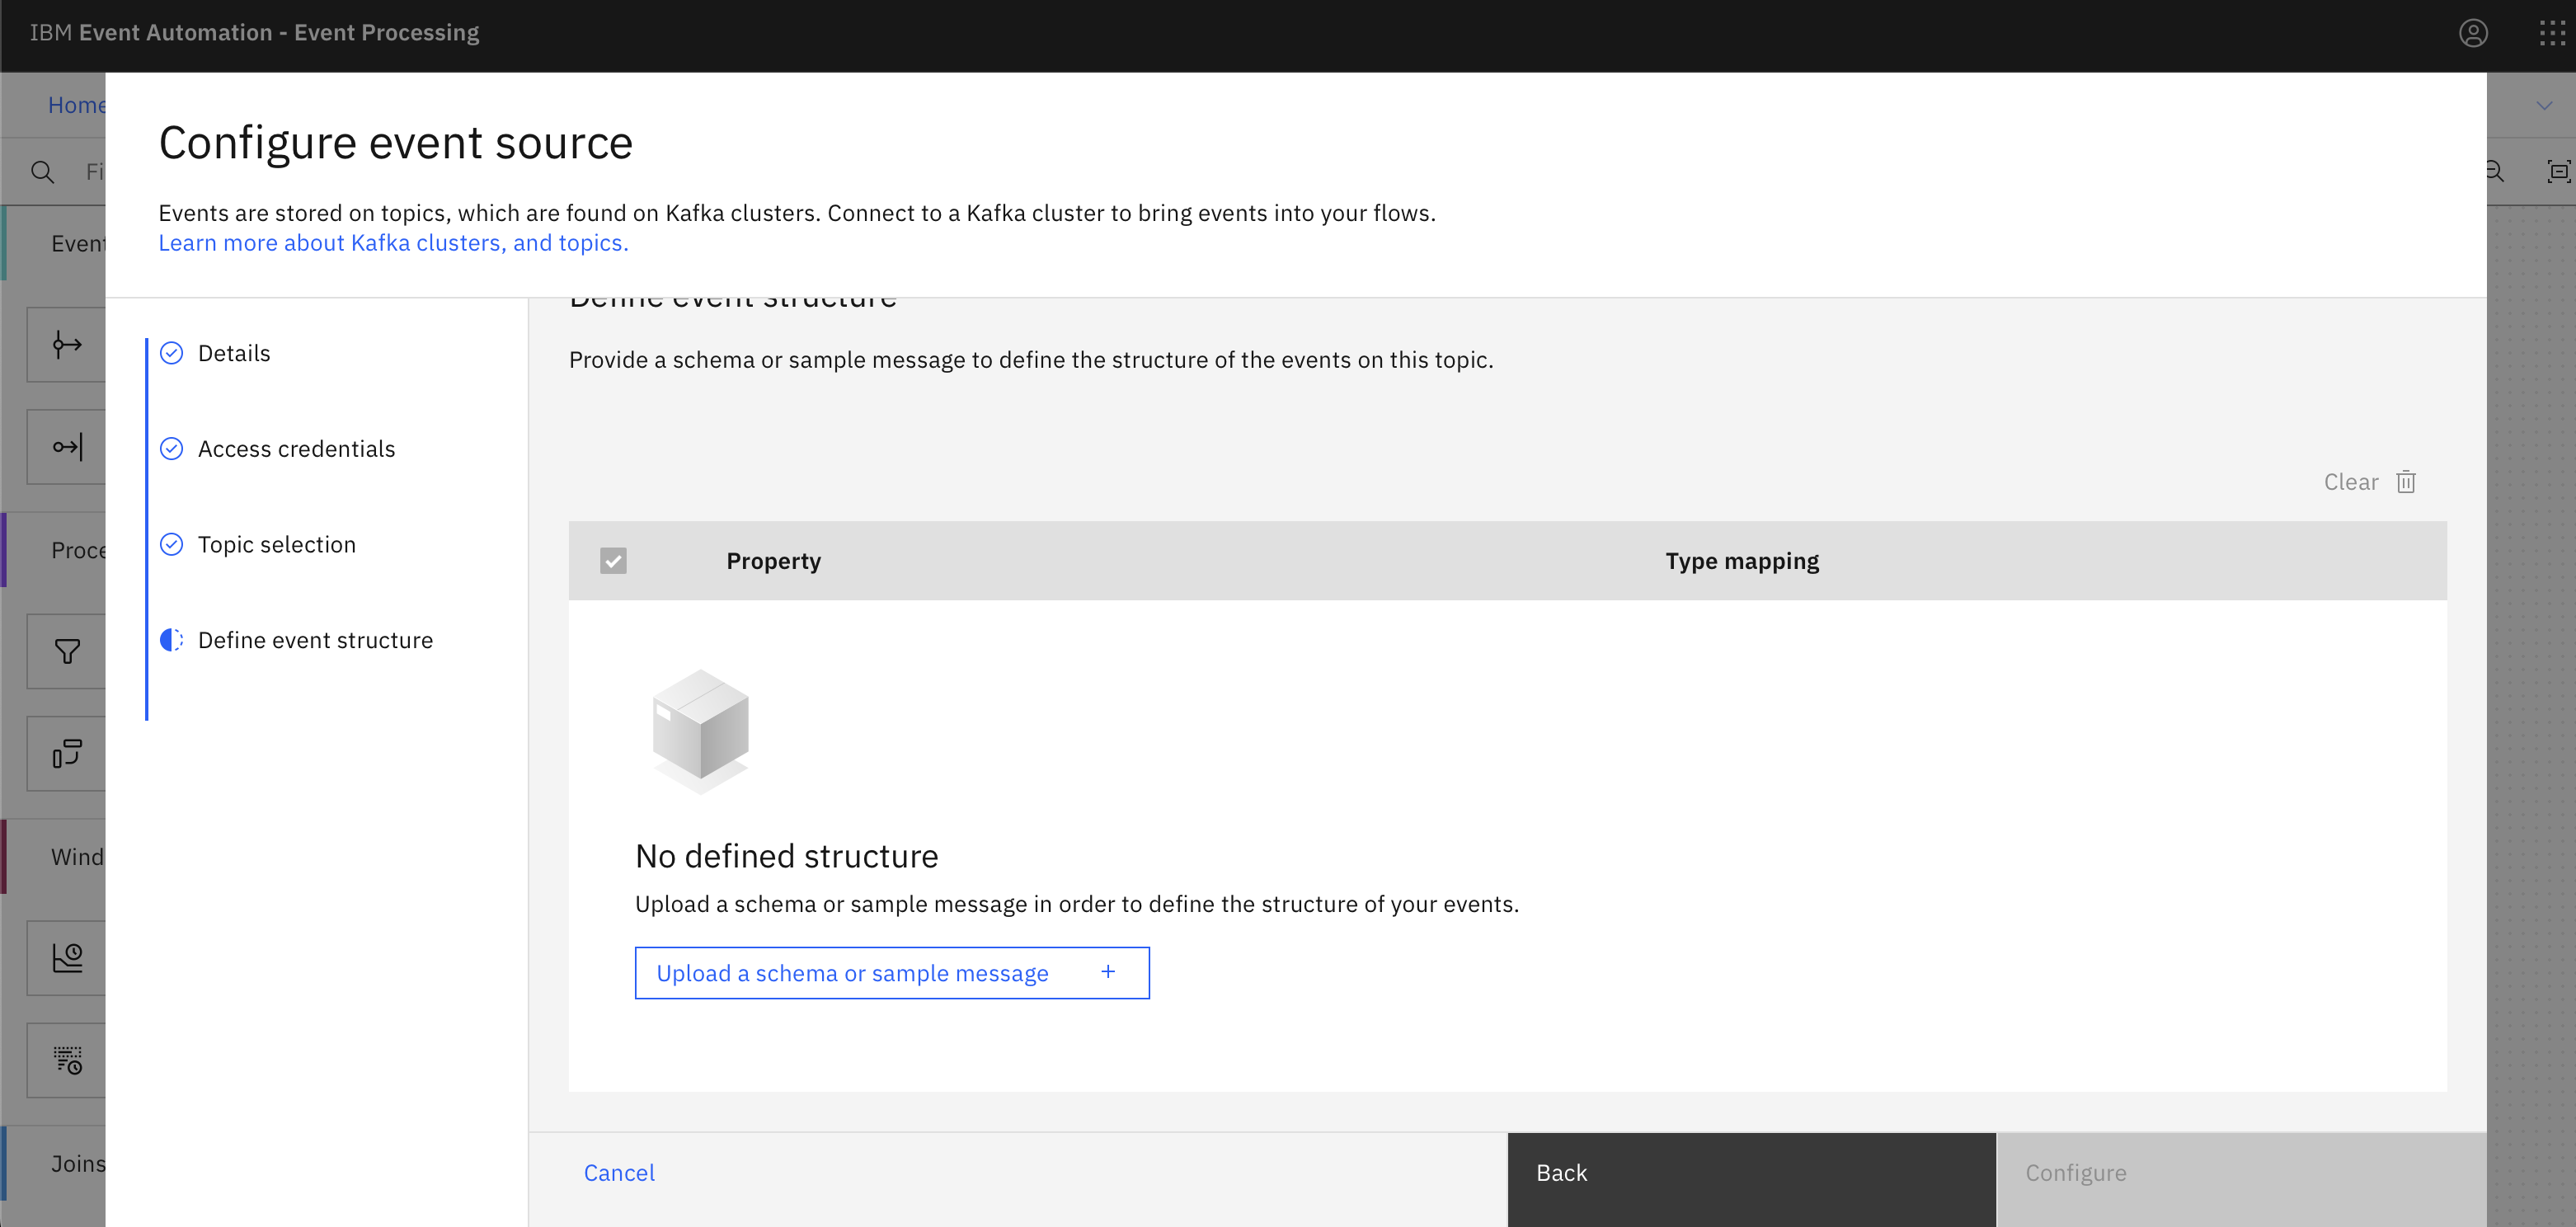 IBM Event Automation - Event Processing
Home
Configure event source
Events are stored on topics, which are found on Kafka clusters. Connect to a Kafka cluster to bring events into your flows.
Learn more about Kafka clusters, and topics.
Fi
Event
Proce
Wind
Joins
Details
Access credentials
Topic selection
Define event structure
Define event structure
Provide a schema or sample message to define the structure of the events on this topic.
Clear
Property Type mapping
No defined structure
Upload a schema or sample message in order to define the structure of your events.
Upload a schema or sample message +
Cancel
Back
Configure